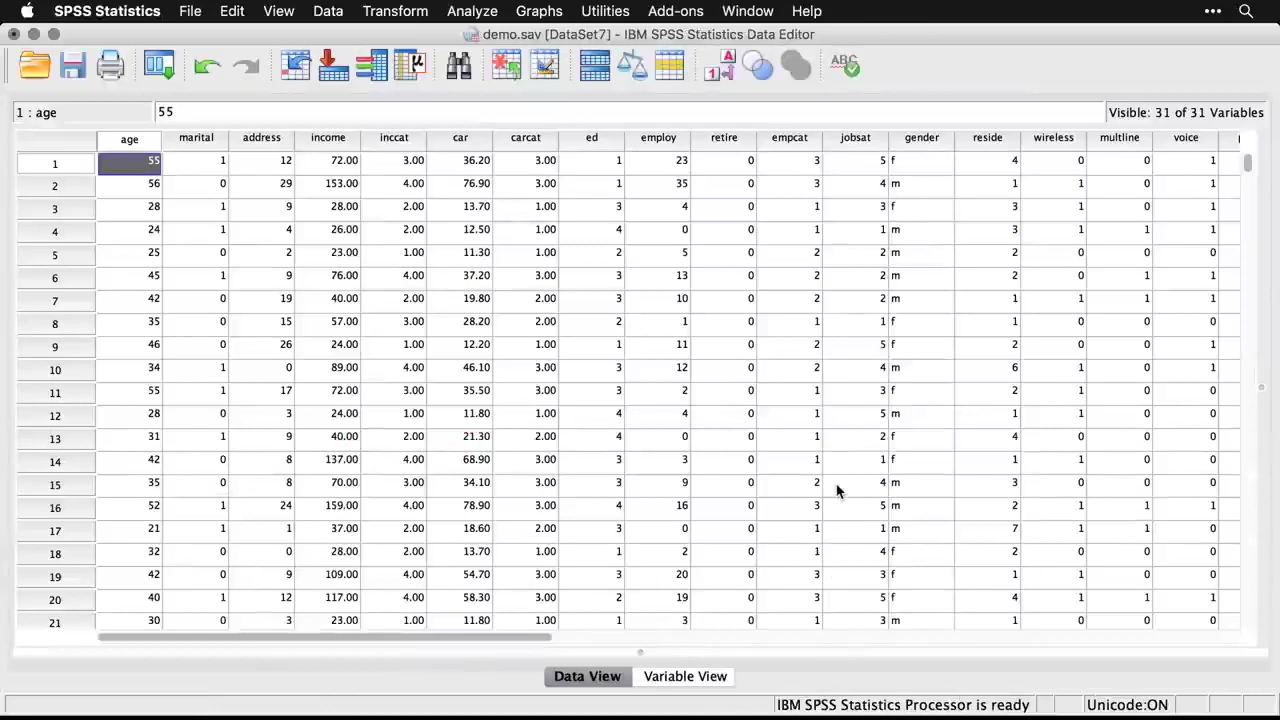 SPSS Statistics File Edit View Data Transform Analyze Graphs Utilities Add-ons Window Help
demo.sav [DataSet7] - IBM SPSS Statistics Data Editor
A 1 4 ABC
1 : age 55 Visible: 31 of 31 Variables
age marital address income inccat car carcat ed employ retire empcat jobsat gender reside wireless multline voice
1 55 1 12 72.00 3.00 36.20 3.00 1 23 0 3 5 f 4 0 0 1
2 56 0 29 153.00 4.00 76.90 3.00 1 35 0 3 4 m 1 1 0 1
3 28 1 9 28.00 2.00 13.70 1.00 3 4 0 1 3 f 3 1 0 1
4 24 1 4 26.00 2.00 12.50 1.00 4 0 0 1 1 m 3 1 1 1
5 25 0 2 23.00 1.00 11.30 1.00 2 5 0 2 2 m 2 0 0 0
6 45 1 9 76.00 4.00 37.20 3.00 3 13 0 2 2 m 2 0 1 1
7 42 0 19 40.00 2.00 19.80 2.00 3 10 0 2 2 m 1 1 1 1
8 35 0 15 57.00 3.00 28.20 2.00 2 1 0 1 1 f 1 0 0 0
9 46 0 26 24.00 1.00 12.20 1.00 1 11 0 2 5 f 2 0 0 1
10 34 1 0 89.00 4.00 46.10 3.00 3 12 0 2 4 m 6 1 0 1
11 55 1 17 72.00 3.00 35.50 3.00 3 2 0 1 3 f 2 1 0 0
12 28 0 3 24.00 1.00 11.80 1.00 4 4 0 1 5 m 1 1 0 0
13 31 1 9 40.00 2.00 21.30 2.00 4 0 0 1 2 f 4 0 0 0
14 42 0 8 137.00 4.00 68.90 3.00 3 3 0 1 1 f 1 1 0 0
15 35 0 8 70.00 3.00 34.10 3.00 3 9 0 2 4 m 3 0 0 0
16 52 1 24 159.00 4.00 78.90 3.00 4 16 0 3 5 m 2 1 1 1
17 21 1 1 37.00 2.00 18.60 2.00 3 0 0 1 1 m 7 1 1 0
18 32 0 0 28.00 2.00 13.70 1.00 1 2 0 1 4 f 2 0 0 0
19 42 0 9 109.00 4.00 54.70 3.00 3 20 0 3 3 f 1 1 0 0
20 40 1 12 117.00 4.00 58.30 3.00 2 19 0 3 5 f 4 1 1 1
21 30 0 3 23.00 1.00 11.80 1.00 1 3 0 1 3 m 1 0 0 0
Data View Variable View
IBM SPSS Statistics Processor is ready Unicode:ON